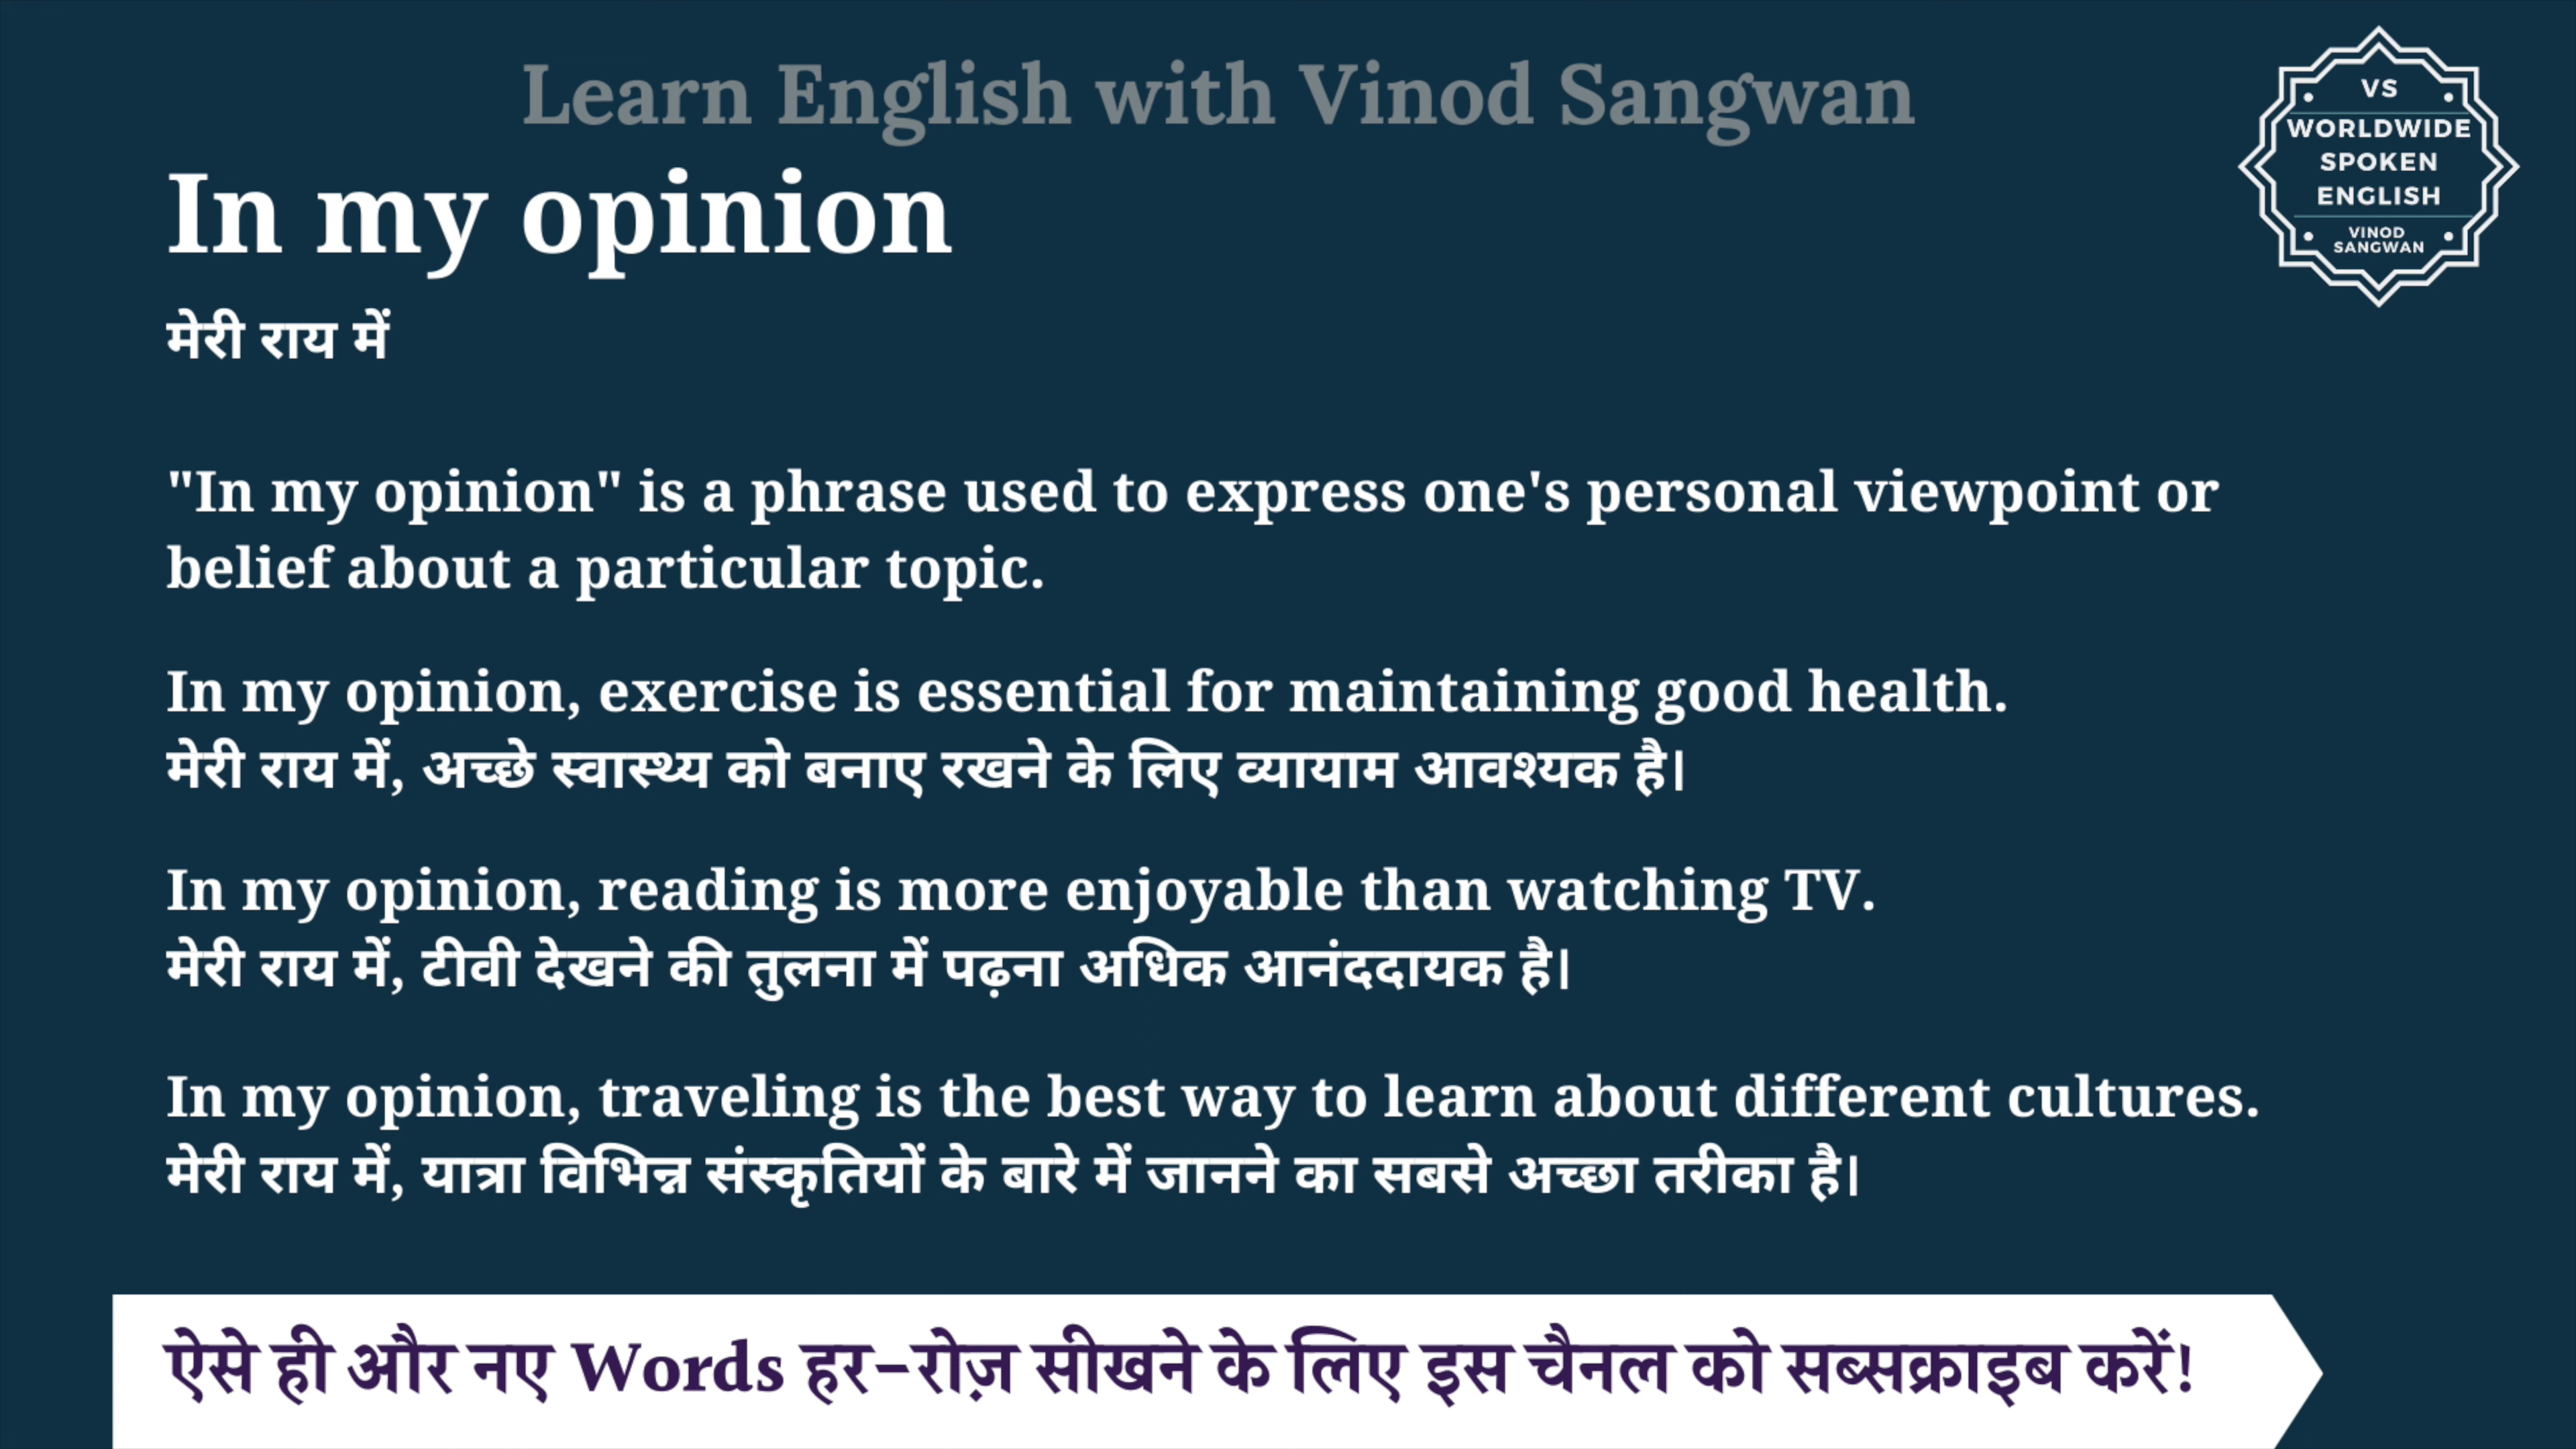 Learn English with Vinod Sangwan
VS
WORLDWIDE
SPOKEN
ENGLISH
VINOD
SANGWAN
In my opinion
मेरी राय में
"In my opinion" is a phrase used to express one's personal viewpoint or
belief about a particular topic.
In my opinion, exercise is essential for maintaining good health.
मेरी राय में, अच्छे स्वास्थ्य को बनाए रखने के लिए व्यायाम आवश्यक है।
In my opinion, reading is more enjoyable than watching TV.
मेरी राय में, टीवी देखने की तुलना में पढ़ना अधिक आनंददायक है।
In my opinion, traveling is the best way to learn about different cultures.
मेरी राय में, यात्रा विभिन्न संस्कृतियों के बारे में जानने का सबसे अच्छा तरीका है।
ऐसे ही और नए Words हर-रोज़ सीखने के लिए इस चैनल को सब्सक्राइब करें!